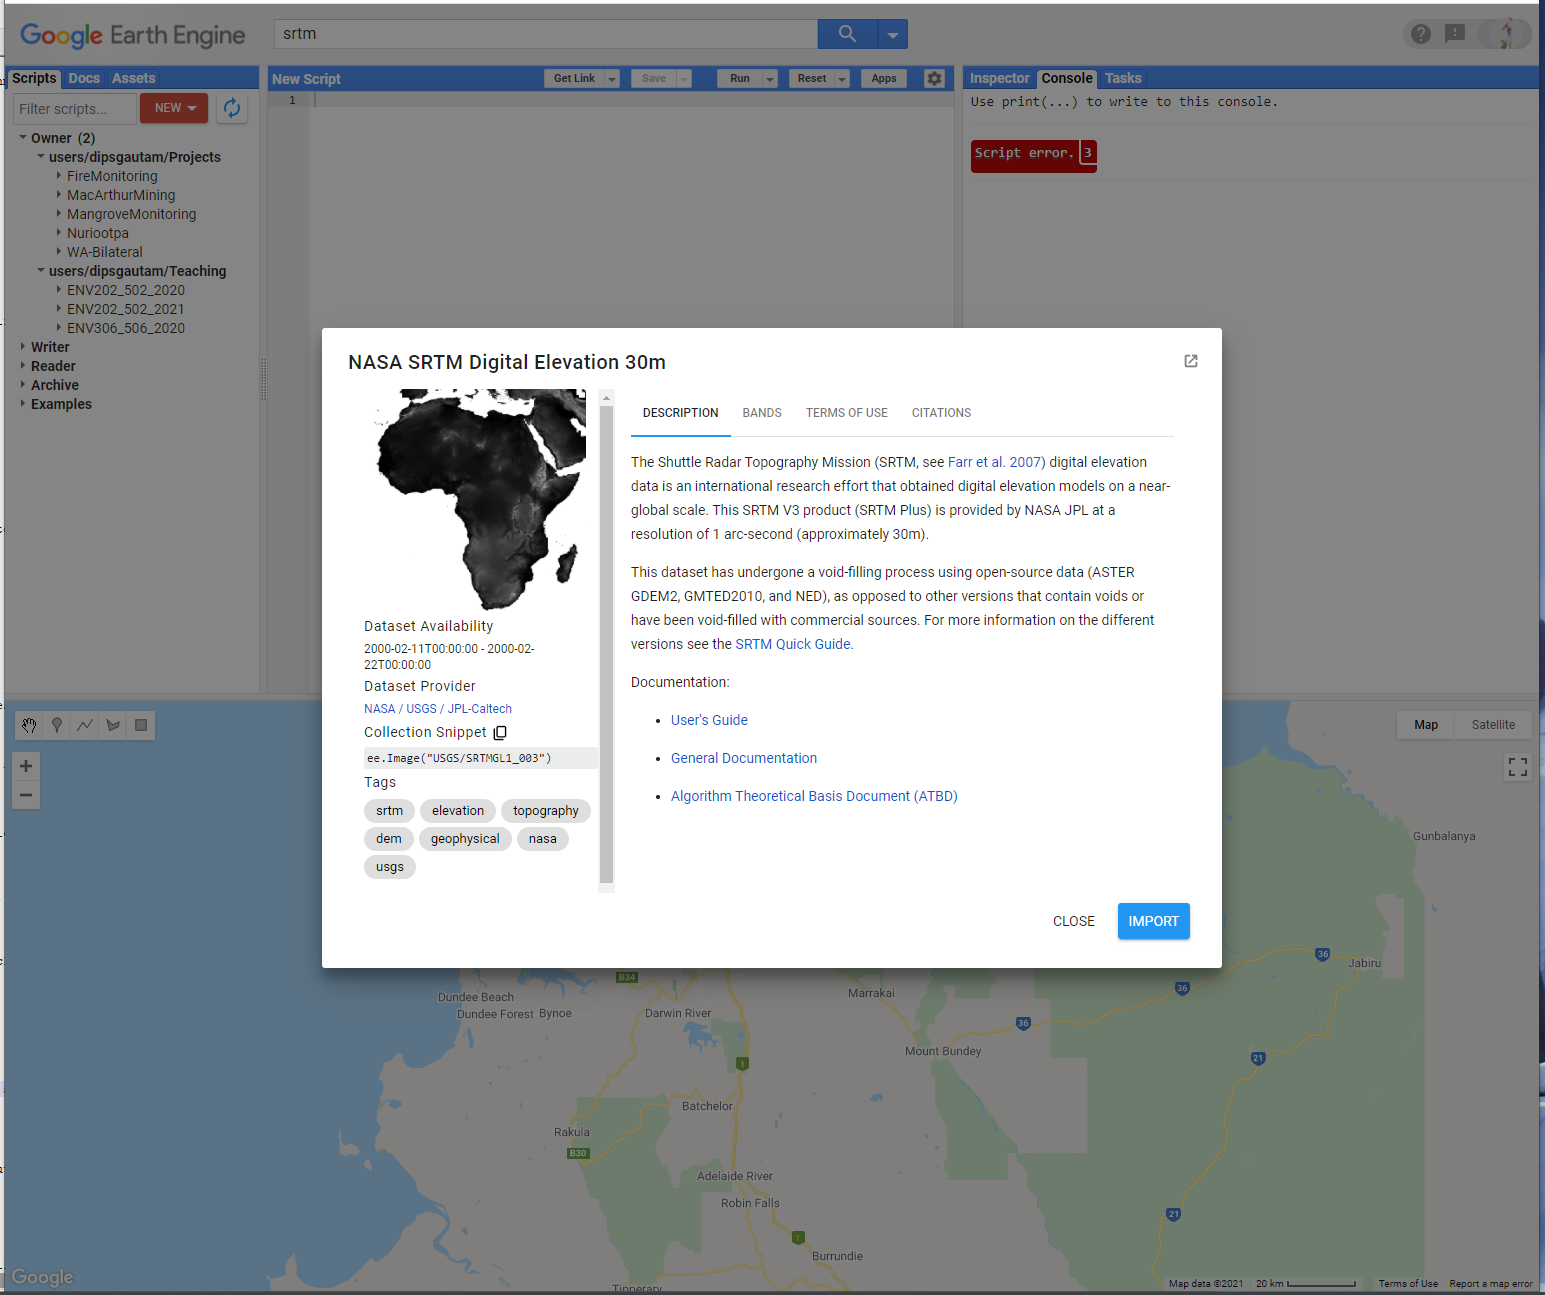 Google Earth Engine
srtm
Scripts Docs Assets
New Script
Get Link Save Run Reset Apps
Inspector Console Tasks
Filter scripts...
NEW
1
Use print(...) to write to this console.
Script error. 3
Owner (2)
users/dipsgautam/Projects
FireMonitoring
MacArthurMining
MangroveMonitoring
Nuriootpa
WA-Bilateral
users/dipsgautam/Teaching
ENV202_502_2020
ENV202_502_2021
ENV306_506_2020
Writer
Reader
Archive
Examples
NASA SRTM Digital Elevation 30m
DESCRIPTION BANDS TERMS OF USE CITATIONS
The Shuttle Radar Topography Mission (SRTM, see Farr et al. 2007) digital elevation
data is an international research effort that obtained digital elevation models on a near-
global scale. This SRTM V3 product (SRTM Plus) is provided by NASA JPL at a
resolution of 1 arc-second (approximately 30m).
This dataset has undergone a void-filling process using open-source data (ASTER
GDEM2, GMTED2010, and NED), as opposed to other versions that contain voids or
have been void-filled with commercial sources. For more information on the different
versions see the SRTM Quick Guide.
Documentation:
User's Guide
General Documentation
Algorithm Theoretical Basis Document (ATBD)
Dataset Availability
2000-02-11T00:00:00 - 2000-02-
22T00:00:00
Dataset Provider
NASA / USGS / JPL-Caltech
Collection Snippet
ee.Image("USGS/SRTMGL1_003")
Tags
srtm elevation topography
dem geophysical nasa
usgs
CLOSE IMPORT
Map Satellite
Gunbalanya
36
Jabiru
B34
36
Dundee Beach
Marrakai
Dundee Forest Bynoe
Darwin River
36
Mount Bundey
21
1
Batchelor
Rakula
B30
Adelaide River
Robin Falls
21
1
Burrundie
Tipperary
Google
Map data ©2021 20 km Terms of Use Report a map error